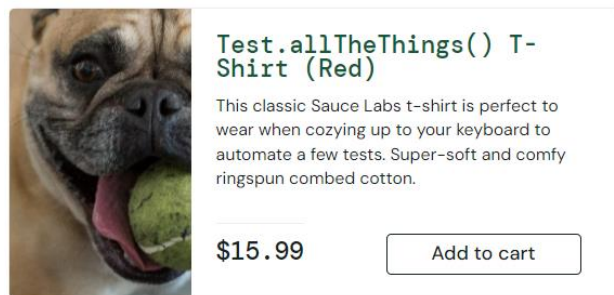 Test.allTheThings() T-
Shirt (Red)
This classic Sauce Labs t-shirt is perfect to
wear when cozying up to your keyboard to
automate a few tests. Super-soft and comfy
ringspun combed cotton.
$15.99
Add to cart